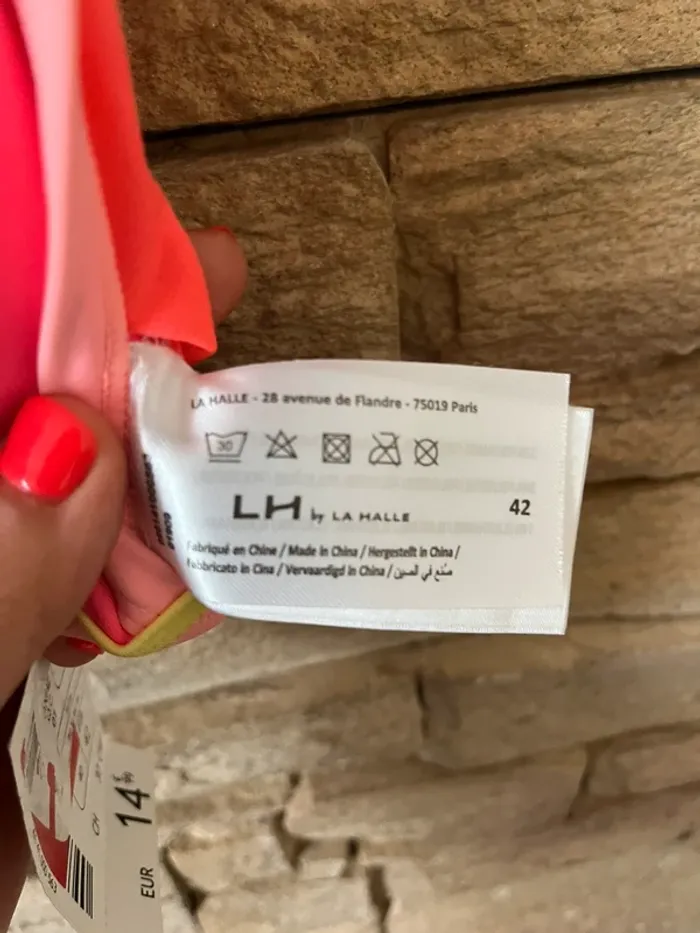 LA HALLE - 28 avenue de Flandre - 75019 Paris
30
LH by LA HALLE
42
Fabriqué en Chine / Made in China / Hergestellt in China /
Fabbricato in Cina / Vervaardigd in China / صُنع في الصين
14€
EUR